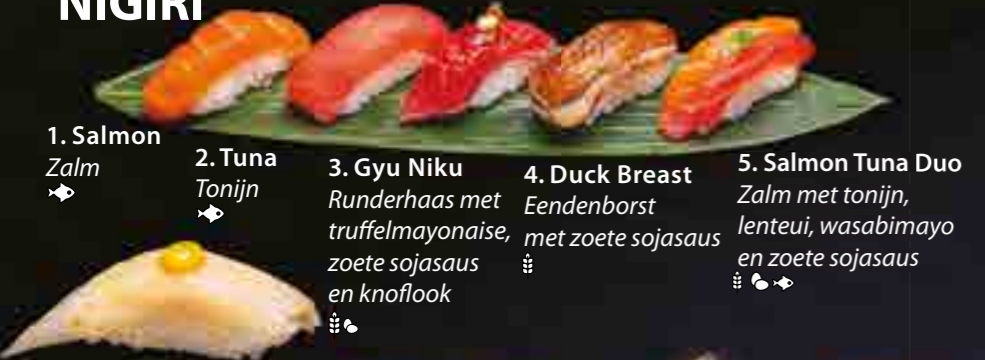 NIGIRI
1. Salmon
Zalm
2. Tuna
Tonijn
3. Gyu Niku
Runderhaas met
truffelmayonaise,
zoete sojasaus
en knoflook
4. Duck Breast
Eendenborst
met zoete sojasaus
5. Salmon Tuna Duo
Zalm met tonijn,
lenteui, wasabimayo
en zoete sojasaus